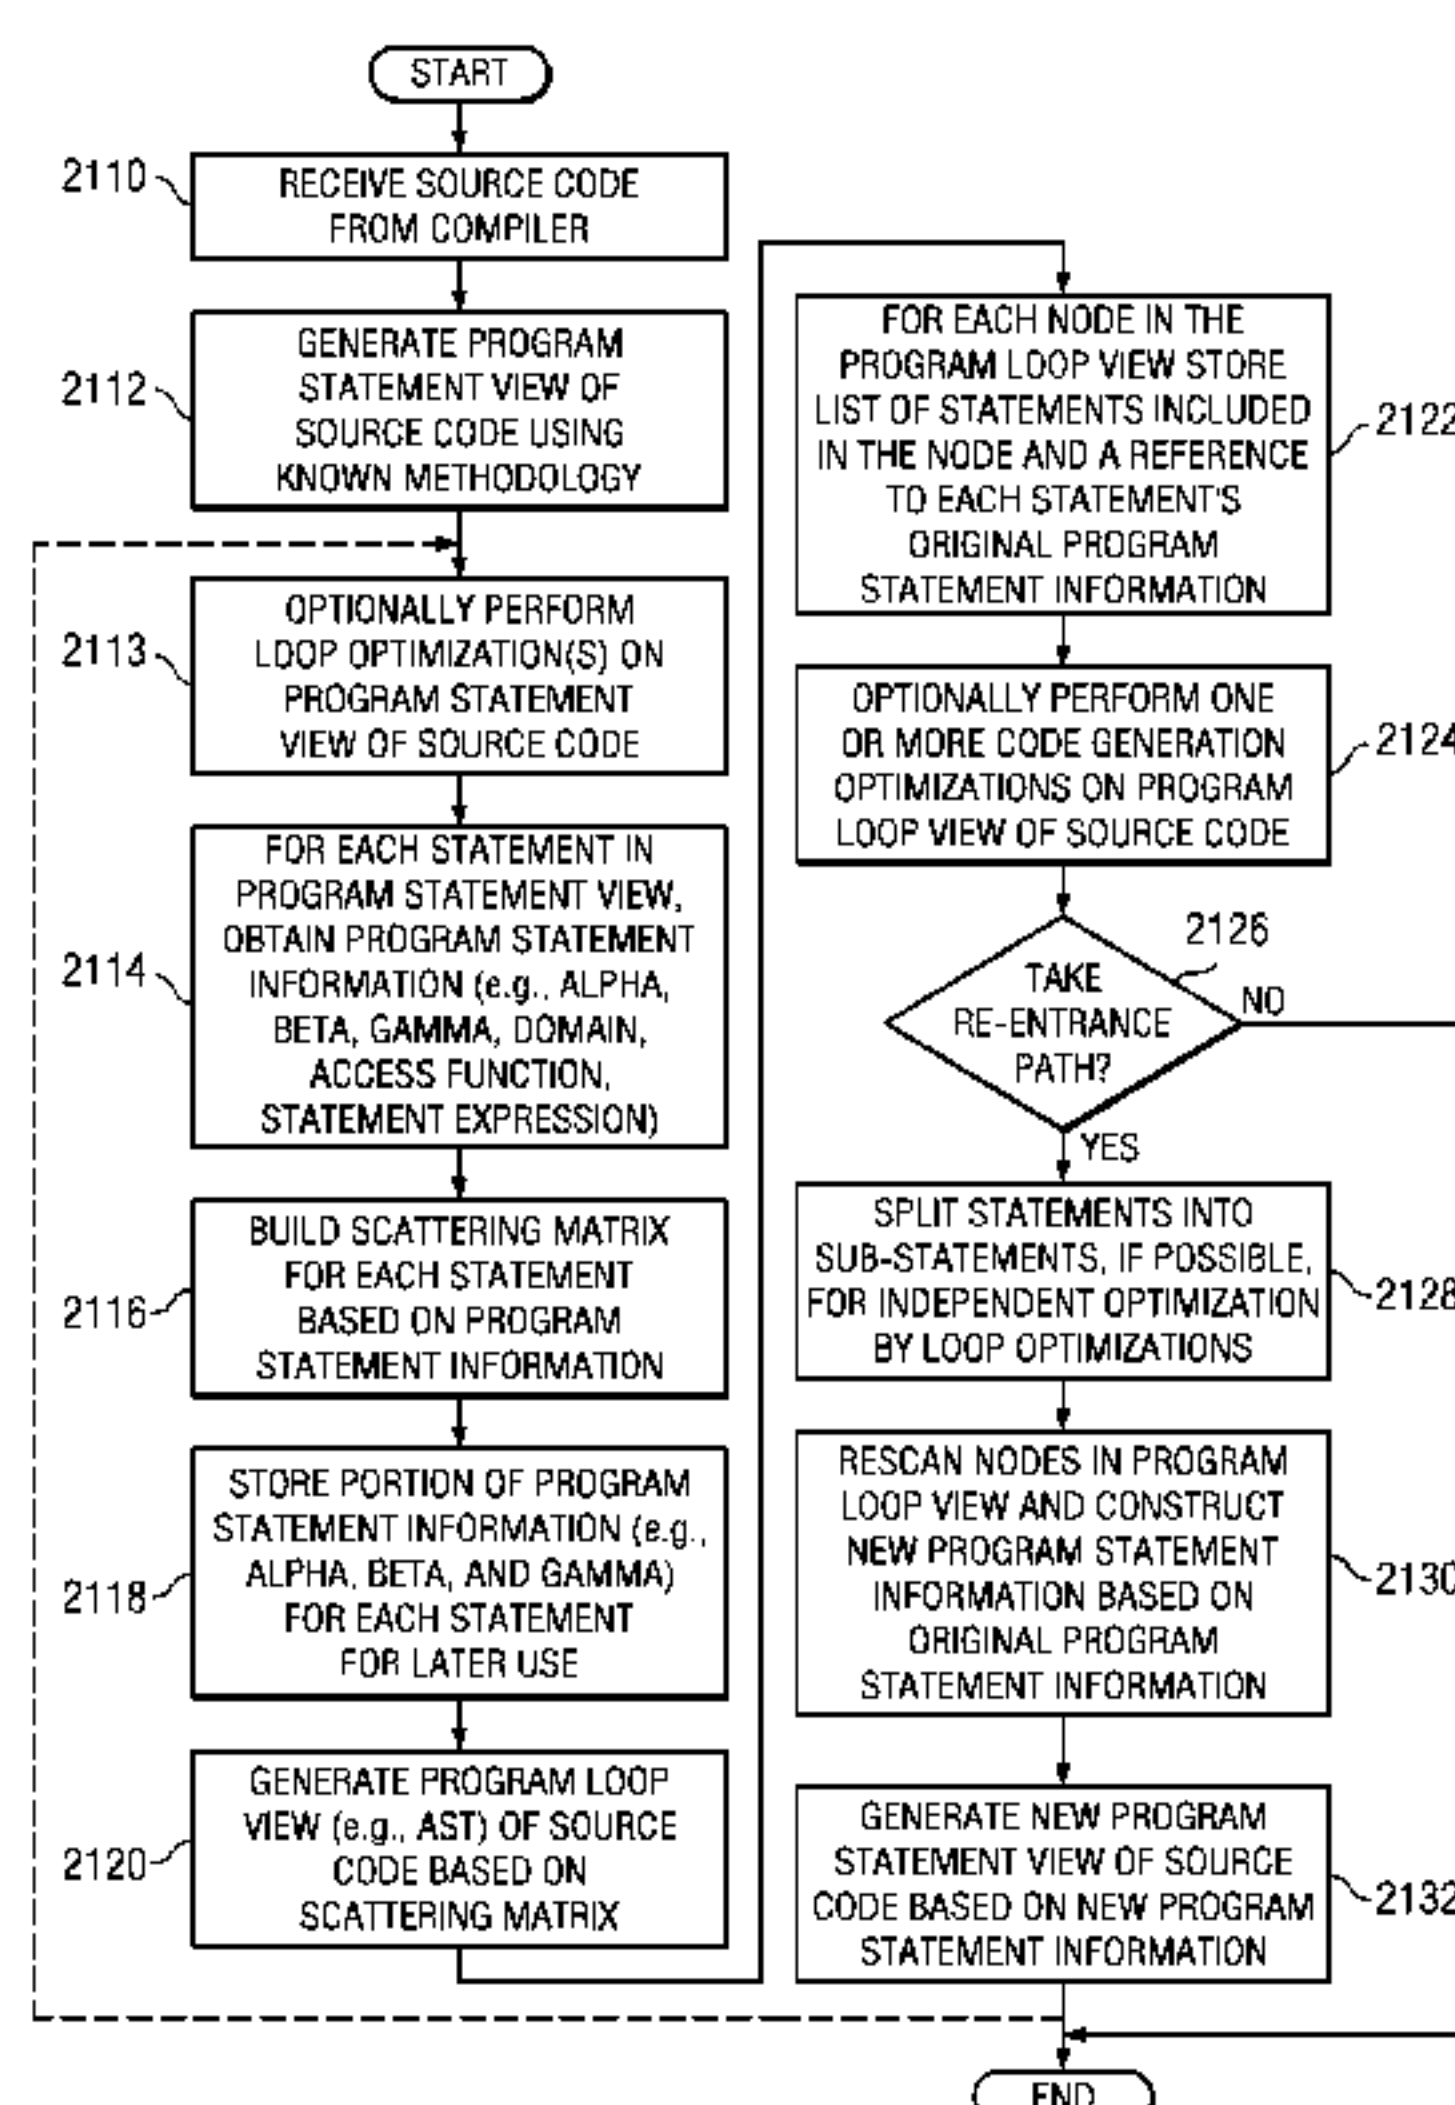 START
2110
RECEIVE SOURCE CODE
FROM COMPILER
2112
GENERATE PROGRAM
STATEMENT VIEW OF
SOURCE CODE USING
KNOWN METHODOLOGY
2113
OPTIONALLY PERFORM
LOOP OPTIMIZATION(S) ON
PROGRAM STATEMENT
VIEW OF SOURCE CODE
2114
FOR EACH STATEMENT IN
PROGRAM STATEMENT VIEW,
OBTAIN PROGRAM STATEMENT
INFORMATION (e.g., ALPHA,
BETA, GAMMA, DOMAIN,
ACCESS FUNCTION,
STATEMENT EXPRESSION)
2116
BUILD SCATTERING MATRIX
FOR EACH STATEMENT
BASED ON PROGRAM
STATEMENT INFORMATION
2118
STORE PORTION OF PROGRAM
STATEMENT INFORMATION (e.g.,
ALPHA, BETA, AND GAMMA)
FOR EACH STATEMENT
FOR LATER USE
2120
GENERATE PROGRAM LOOP
VIEW (e.g., AST) OF SOURCE
CODE BASED ON
SCATTERING MATRIX
FOR EACH NODE IN THE
PROGRAM LOOP VIEW STORE
LIST OF STATEMENTS INCLUDED
IN THE NODE AND A REFERENCE
TO EACH STATEMENT'S
ORIGINAL PROGRAM
STATEMENT INFORMATION
2122
OPTIONALLY PERFORM ONE
OR MORE CODE GENERATION
OPTIMIZATIONS ON PROGRAM
LOOP VIEW OF SOURCE CODE
2124
2126
TAKE
RE-ENTRANCE
PATH?
NO
YES
SPLIT STATEMENTS INTO
SUB-STATEMENTS, IF POSSIBLE,
FOR INDEPENDENT OPTIMIZATION
BY LOOP OPTIMIZATIONS
2128
RESCAN NODES IN PROGRAM
LOOP VIEW AND CONSTRUCT
NEW PROGRAM STATEMENT
INFORMATION BASED ON
ORIGINAL PROGRAM
STATEMENT INFORMATION
2130
GENERATE NEW PROGRAM
STATEMENT VIEW OF SOURCE
CODE BASED ON NEW PROGRAM
STATEMENT INFORMATION
2132
END